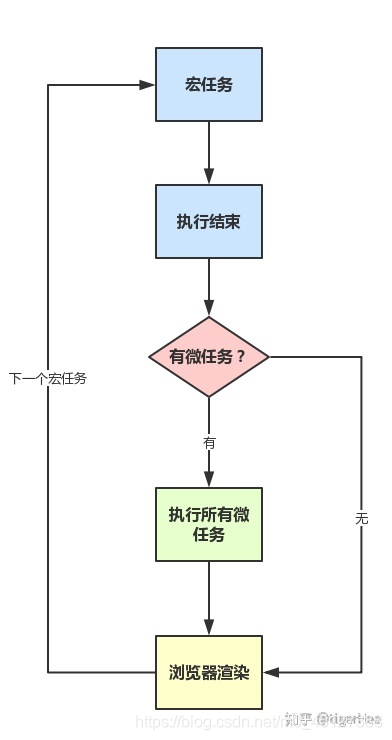 宏任务
执行结束
有微任务？
下一个宏任务
有
执行所有微
任务
无
浏览器渲染
知乎
https://blog.csdn.net/